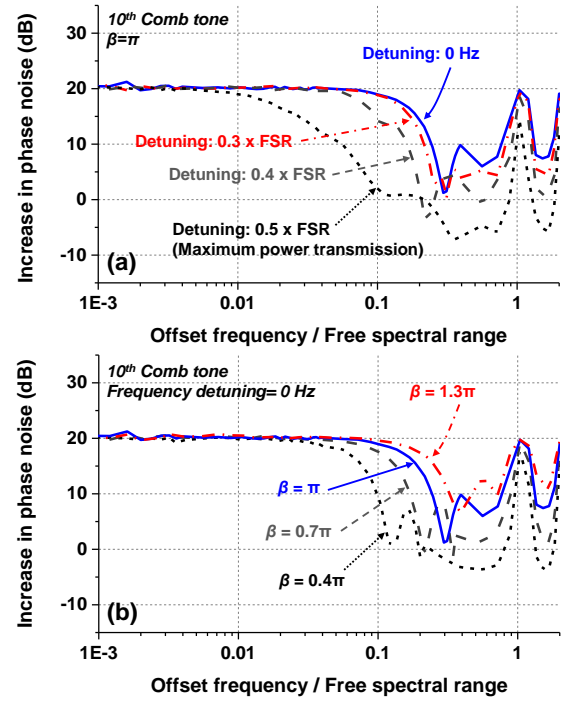 10th Comb tone
β=π
Detuning: 0 Hz
Detuning: 0.3 x FSR
Detuning: 0.4 x FSR
Detuning: 0.5 x FSR
(Maximum power transmission)
(a)
Increase in phase noise (dB)
30
20
10
0
-10
1E-3
0.01
0.1
1
Offset frequency / Free spectral range
10th Comb tone
Frequency detuning= 0 Hz
β = 1.3π
β = π
β = 0.7π
β = 0.4π
(b)
Increase in phase noise (dB)
30
20
10
0
-10
1E-3
0.01
0.1
1
Offset frequency / Free spectral range